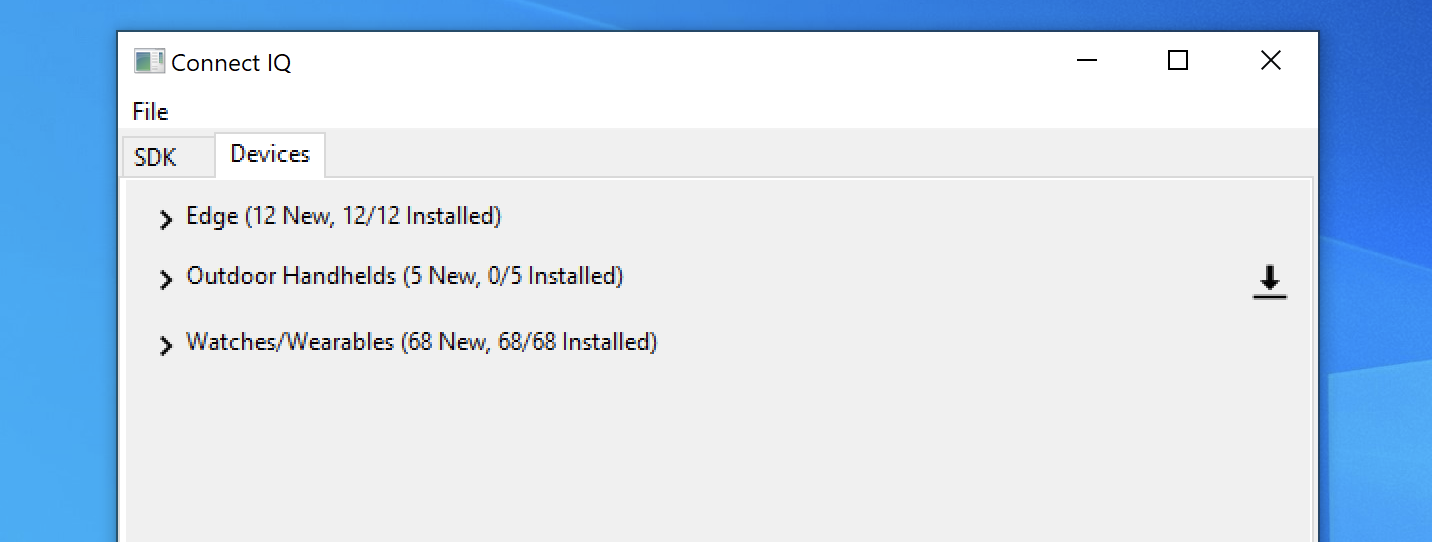 Connect IQ
File
SDK
Devices
Edge (12 New, 12/12 Installed)
Outdoor Handhelds (5 New, 0/5 Installed)
Watches/Wearables (68 New, 68/68 Installed)